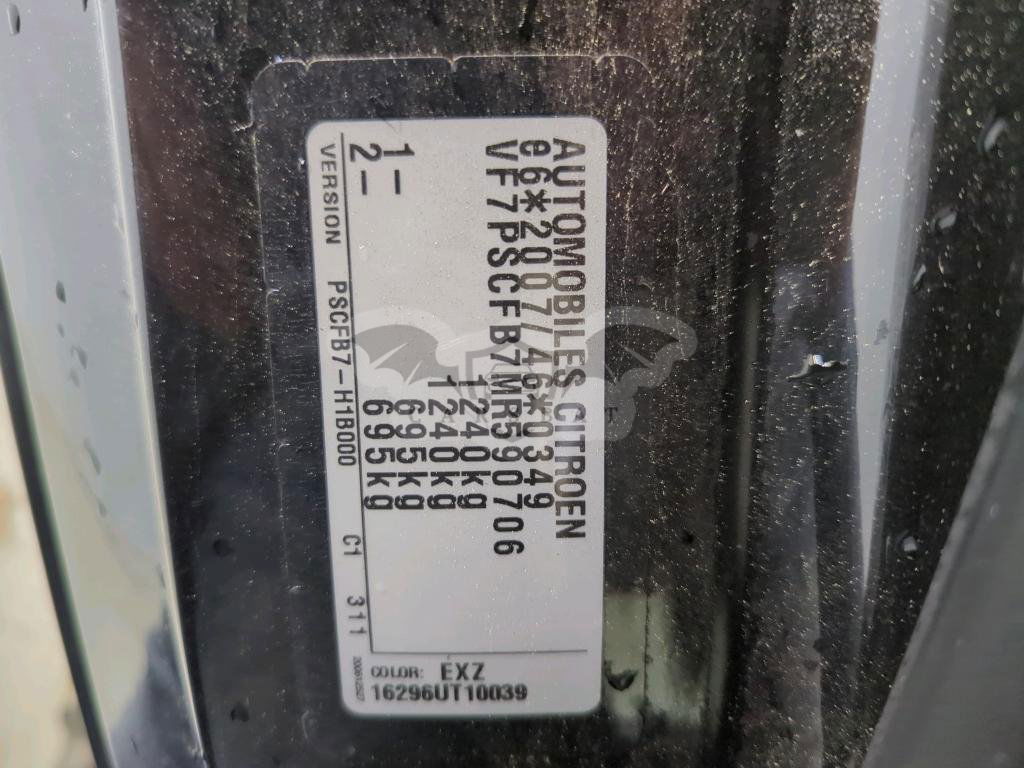 AUTOMOBILES CITROEN
e6*2007/46*0349
VF7PSCFB7MR590706
1240kg
1240kg
1- 695kg
2- 695kg
VERSION PSCFB7-H1B000 C1 311
COLOR: EXZ
16296UT10039